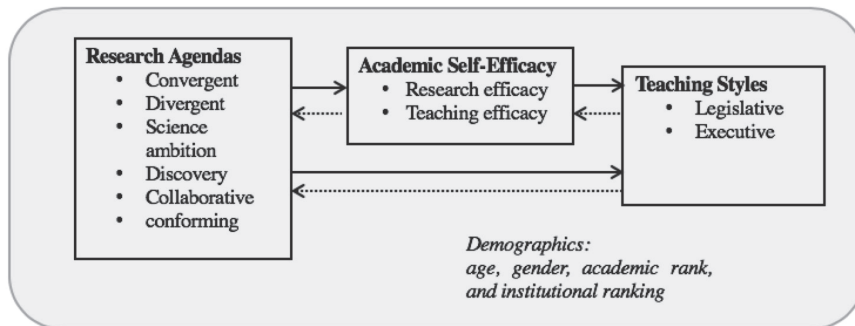 Research Agendas
• Convergent
• Divergent
• Science
ambition
• Discovery
• Collaborative
• conforming
Academic Self-Efficacy
• Research efficacy
• Teaching efficacy
Teaching Styles
• Legislative
• Executive
Demographics:
age, gender, academic rank,
and institutional ranking